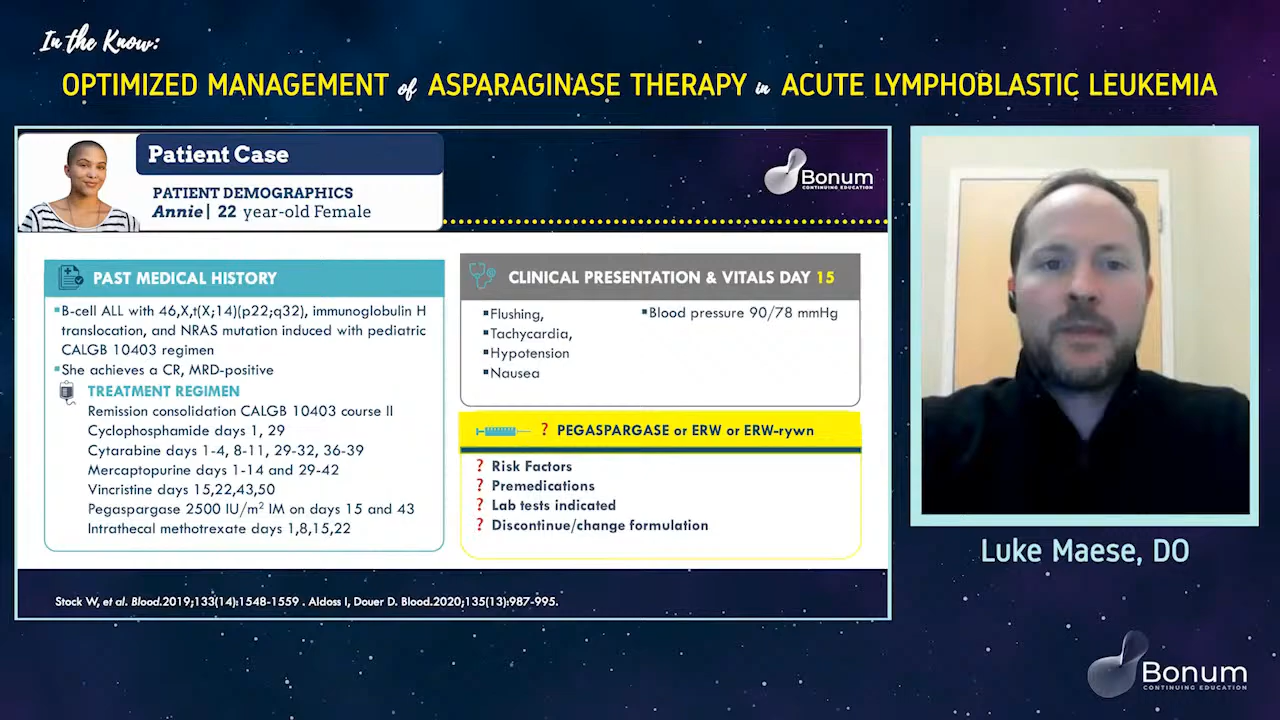 In the Know:
OPTIMIZED MANAGEMENT of ASPARAGINASE THERAPY in ACUTE LYMPHOBLASTIC LEUKEMIA
Patient Case
PATIENT DEMOGRAPHICS
Annie | 22 year-old Female
Bonum
CONTINUING EDUCATION
PAST MEDICAL HISTORY
▪B-cell ALL with 46,X,t(X;14)(p22;q32), immunoglobulin H
translocation, and NRAS mutation induced with pediatric
CALGB 10403 regimen
▪She achieves a CR, MRD-positive
TREATMENT REGIMEN
Remission consolidation CALGB 10403 course II
Cyclophosphamide days 1, 29
Cytarabine days 1-4, 8-11, 29-32, 36-39
Mercaptopurine days 1-14 and 29-42
Vincristine days 15,22,43,50
Pegaspargase 2500 IU/m² IM on days 15 and 43
Intrathecal methotrexate days 1,8,15,22
CLINICAL PRESENTATION & VITALS DAY 15
▪Flushing,
▪Tachycardia,
▪Hypotension
▪Nausea
▪Blood pressure 90/78 mmHg
? PEGASPARGASE or ERW or ERW-rywn
? Risk Factors
? Premedications
? Lab tests indicated
? Discontinue/change formulation
Stock W, et al. Blood.2019;133(14):1548-1559 . Aldoss I, Douer D. Blood.2020;135(13):987-995.
Luke Maese, DO
Bonum
CONTINUING EDUCATION